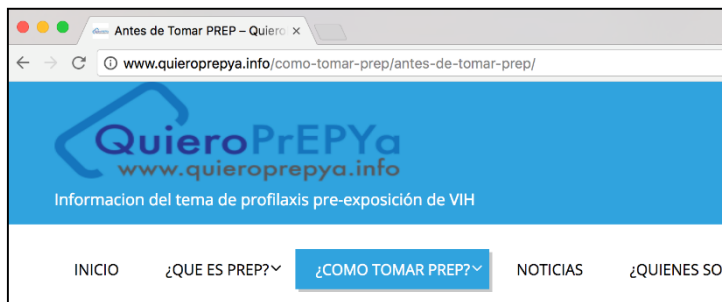 Antes de Tomar PREP – Quiero
www.quieroprepya.info/como-tomar-prep/antes-de-tomar-prep/
QuieroPrEPYa
www.quieroprepya.info
Informacion del tema de profilaxis pre-exposición de VIH
INICIO ¿QUE ES PREP? ¿COMO TOMAR PREP? NOTICIAS ¿QUIENES SO